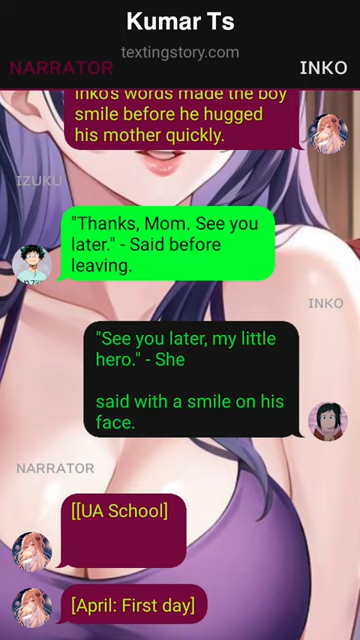 Kumar Ts
textingstory.com
NARRATOR
INKO
Inko's words made the boy
smile before he hugged
his mother quickly.
IZUKU
"Thanks, Mom. See you
later." - Said before
leaving.
INKO
"See you later, my little
hero." - She
said with a smile on his
face.
NARRATOR
[[UA School]
[April: First day]